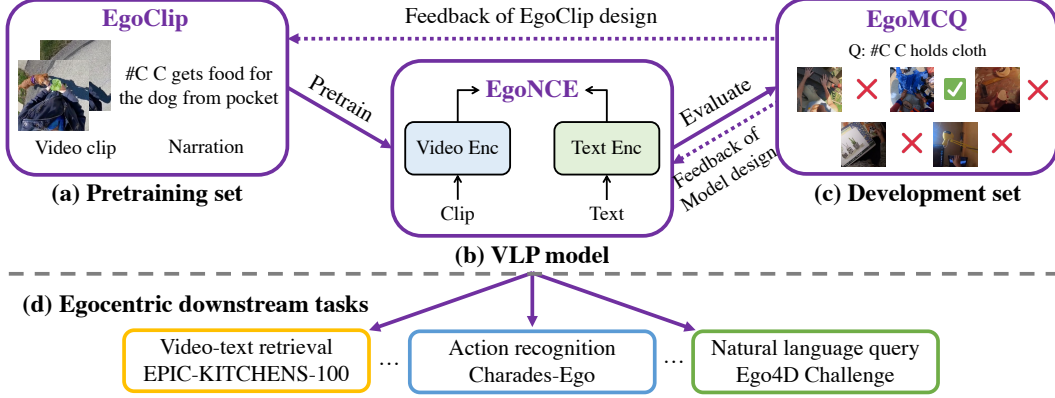 EgoClip
#C C gets food for
the dog from pocket
Video clip
Narration
(a) Pretraining set
Feedback of EgoClip design
Pretrain
EgoNCE
Video Enc
Text Enc
Clip
Text
(b) VLP model
Evaluate
Feedback of
Model design
EgoMCQ
Q: #C C holds cloth
(c) Development set
(d) Egocentric downstream tasks
Video-text retrieval
EPIC-KITCHENS-100
...
Action recognition
Charades-Ego
...
Natural language query
Ego4D Challenge